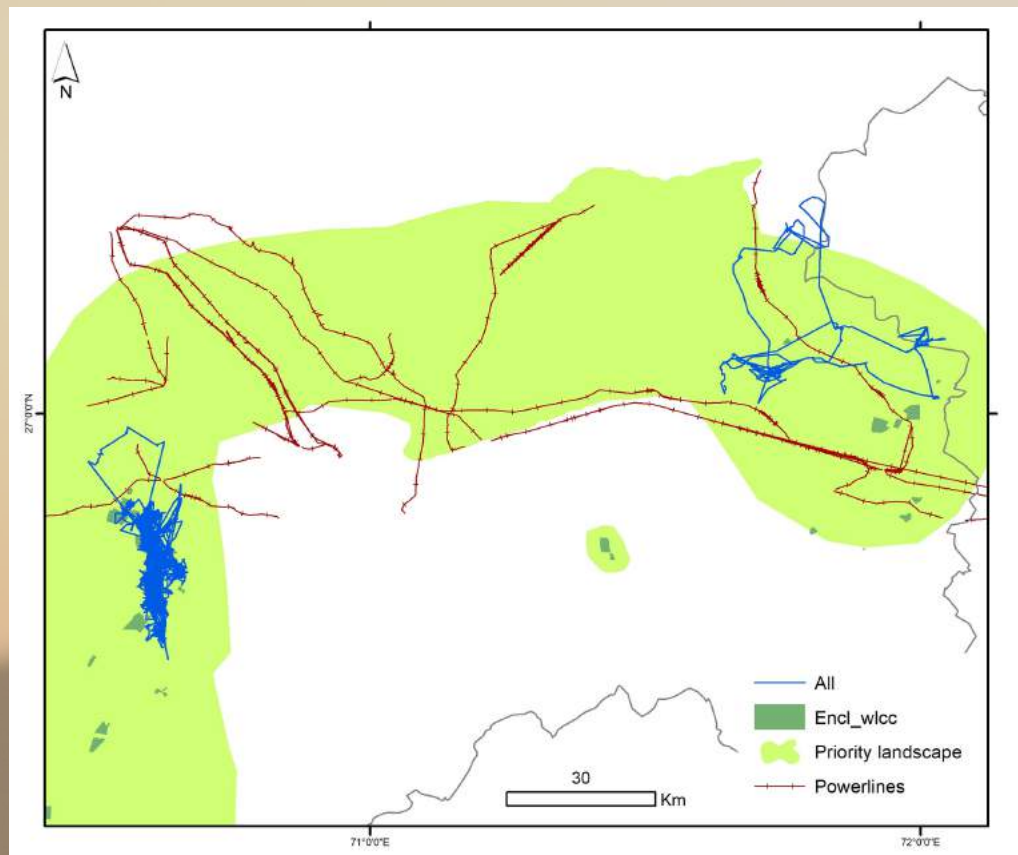 N
27°0'0"N
All
Encl_wlcc
Priority landscape
Powerlines
30
Km
71°0'0"E
72°0'0"E